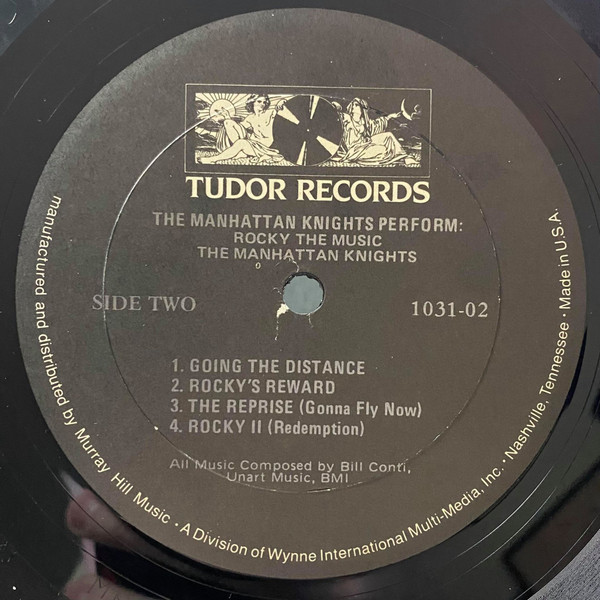 TUDOR RECORDS
THE MANHATTAN KNIGHTS PERFORM:
ROCKY THE MUSIC
THE MANHATTAN KNIGHTS
SIDE TWO
1031-02
1. GOING THE DISTANCE
2. ROCKY'S REWARD
3. THE REPRISE (Gonna Fly Now)
4. ROCKY II (Redemption)
All Music Composed by Bill Conti,
Unart Music, BMI
manufactured and distributed by Murray Hill Music • A Division of Wynne International Multi-Media, Inc. • Nashville, Tennessee • Made in U.S.A.